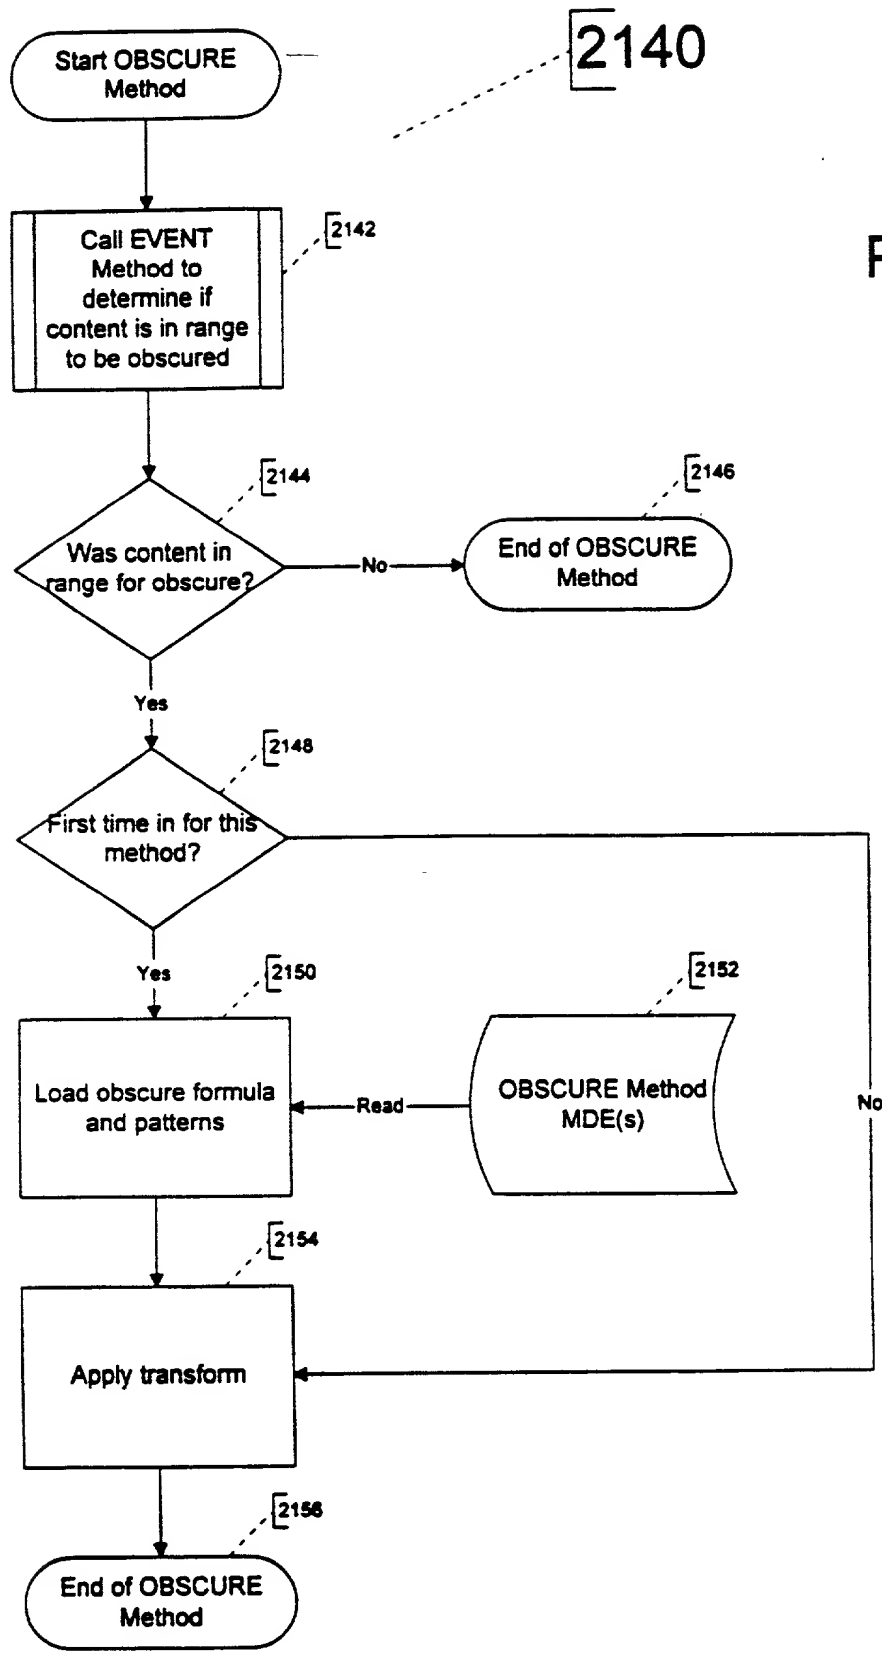 Start OBSCURE
Method
2140
Call EVENT
Method to
determine if
content is in range
to be obscured
2142
F
2144
2146
Was content in
range for obscure?
No
End of OBSCURE
Method
Yes
2148
First time in for this
method?
Yes
2150
2152
Load obscure formula
and patterns
Read
OBSCURE Method
MDE(s)
No
2154
Apply transform
2156
End of OBSCURE
Method